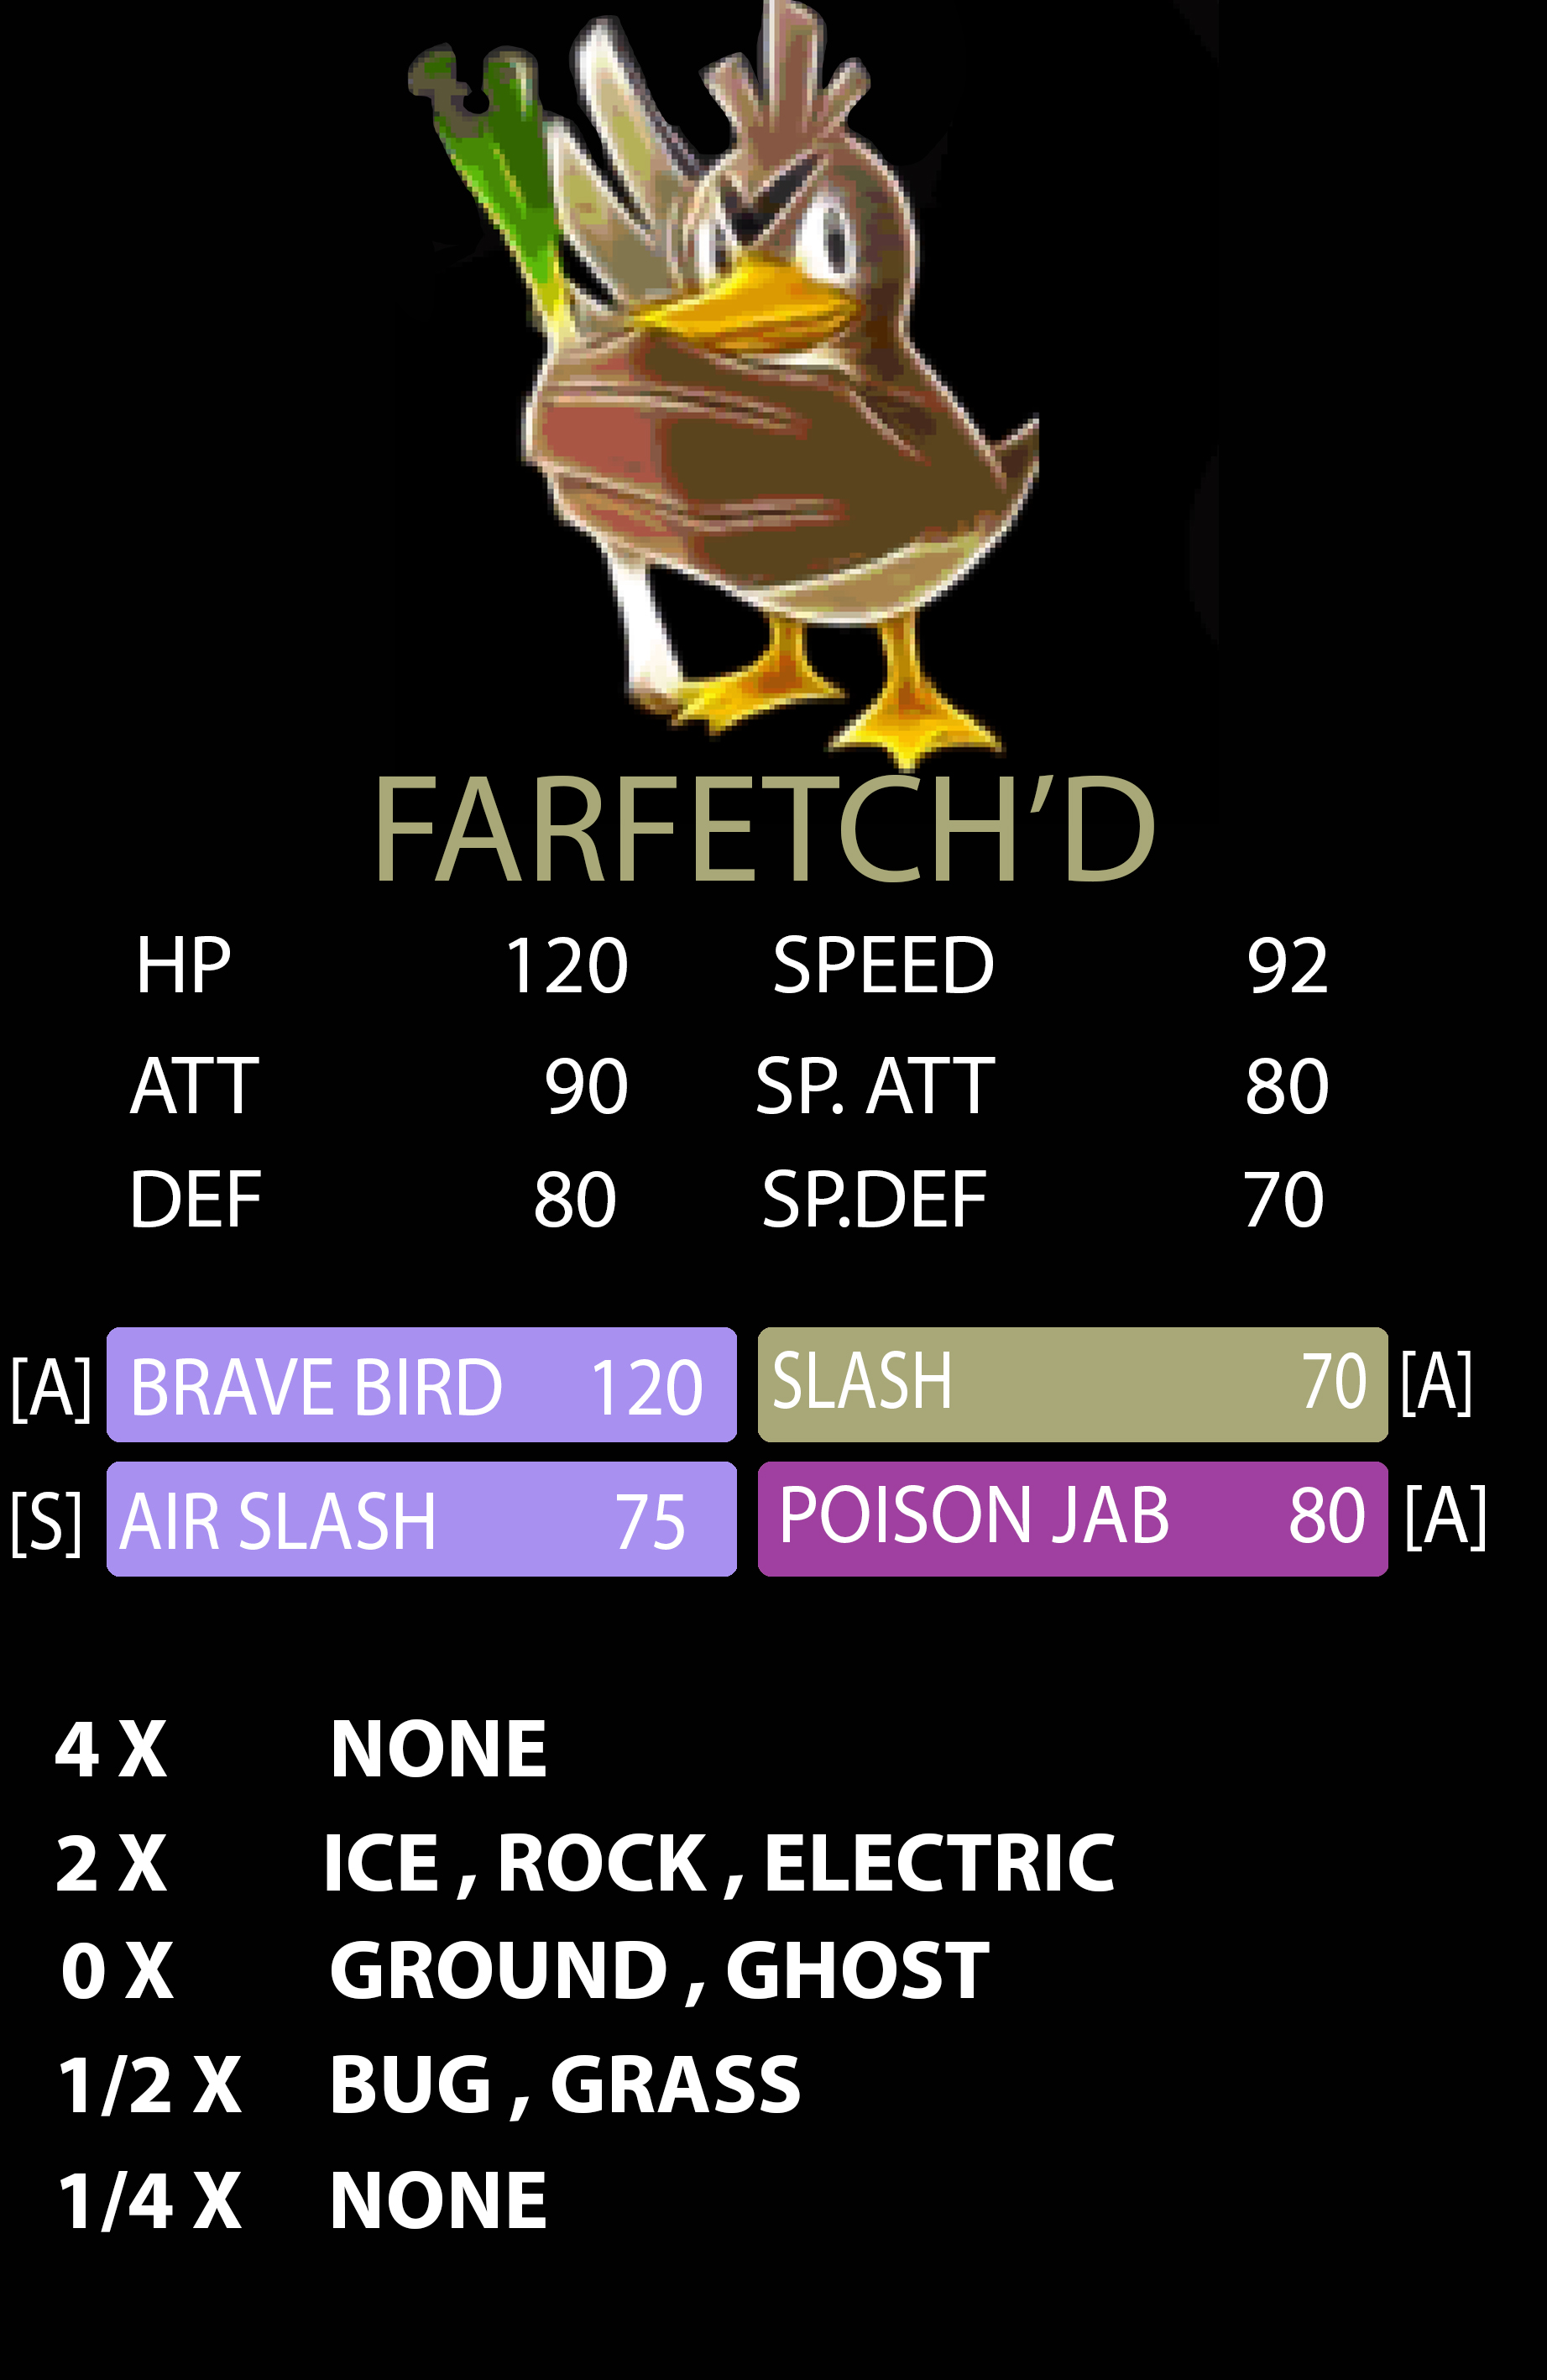 FARFETCH’D
HP 120 SPEED 92
ATT 90 SP. ATT 80
DEF 80 SP.DEF 70
[A] BRAVE BIRD 120 SLASH 70 [A]
[S] AIR SLASH 75 POISON JAB 80 [A]
4 X NONE
2 X ICE , ROCK , ELECTRIC
0 X GROUND , GHOST
1/2 X BUG , GRASS
1/4 X NONE